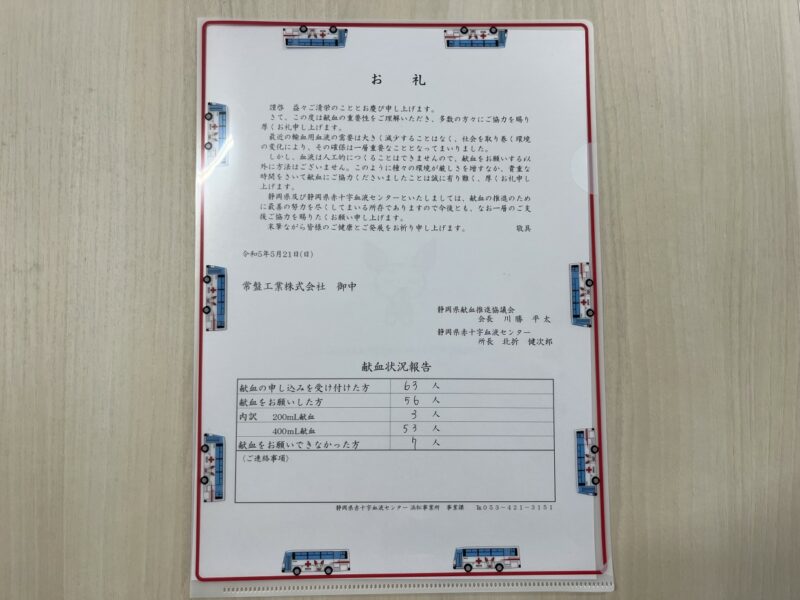 お 礼
謹啓 益々ご清栄のこととお慶び申し上げます。
さて、この度は献血の重要性をご理解いただき、多数の方々にご協力を賜り
厚くお礼申し上げます。
最近の輸血用血液の需要は大きく減少することはなく、社会を取り巻く環境
の変化により、その確保は一層重要なこととなってまいりました。
しかし、血液は人工的につくることはできませんので、献血をお願いする以
外に方法はございません。このように種々の環境が厳しさを増すなか、貴重な
時間をさいて献血にご協力くださいましたことは誠に有り難く、厚くお礼申し
上げます。
静岡県及び静岡県赤十字血液センターといたしましては、献血の推進のため
に最善の努力を尽くしてまいる所存でありますので今後とも、なお一層のご支
援ご協力を賜りたくお願い申し上げます。
末筆ながら皆様のご健康とご発展をお祈り申し上げます。 敬具
令和5年5月21日(日)
常盤工業株式会社 御中
静岡県献血推進協議会
会長 川 勝 平 太
静岡県赤十字血液センター
所長 北折 健次郎
献血状況報告
献血の申し込みを受け付けた方 63 人
献血をお願いした方 56 人
内訳 200mL献血 3 人
400mL献血 53 人
献血をお願いできなかった方 7 人
(ご連絡事項)
静岡県赤十字血液センター 浜松事業所 事業課 ℡053-421-3151